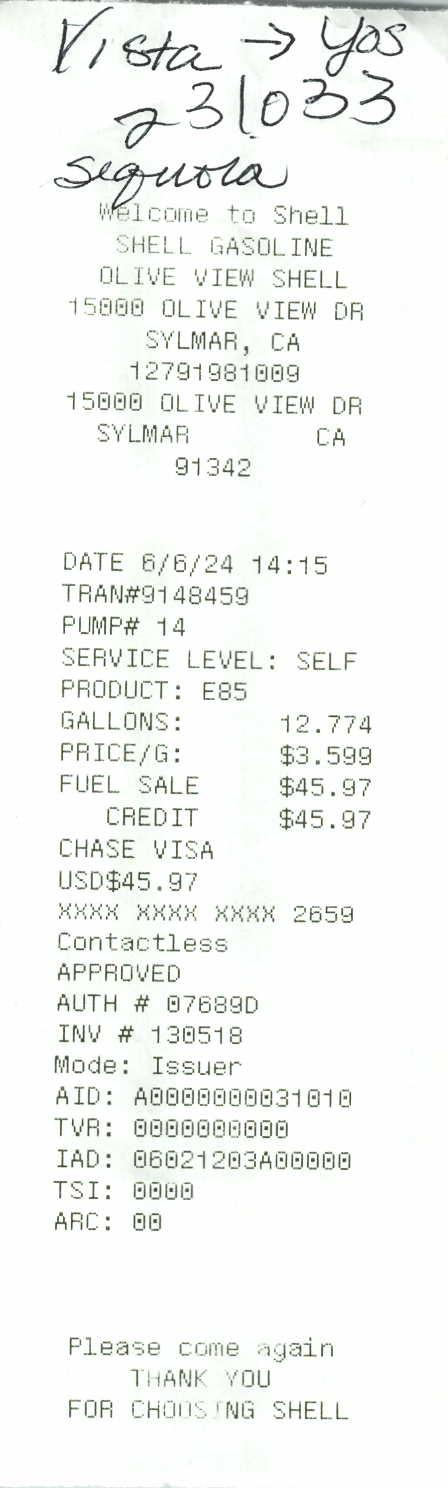 Vista → Yos
231033
sequoia
Welcome to Shell
SHELL GASOLINE
OLIVE VIEW SHELL
15000 OLIVE VIEW DR
SYLMAR, CA
12791981009
15000 OLIVE VIEW DR
SYLMAR CA
91342
DATE 6/6/24 14:15
TRAN#9148459
PUMP# 14
SERVICE LEVEL: SELF
PRODUCT: E85
GALLONS: 12.774
PRICE/G: $3.599
FUEL SALE $45.97
CREDIT $45.97
CHASE VISA
USD$45.97
XXXX XXXX XXXX 2659
Contactless
APPROVED
AUTH # 07689D
INV # 130518
Mode: Issuer
AID: A0000000031010
TVR: 0000000000
IAD: 06021203A00000
TSI: 0000
ARC: 00
Please come again
THANK YOU
FOR CHOOSING SHELL